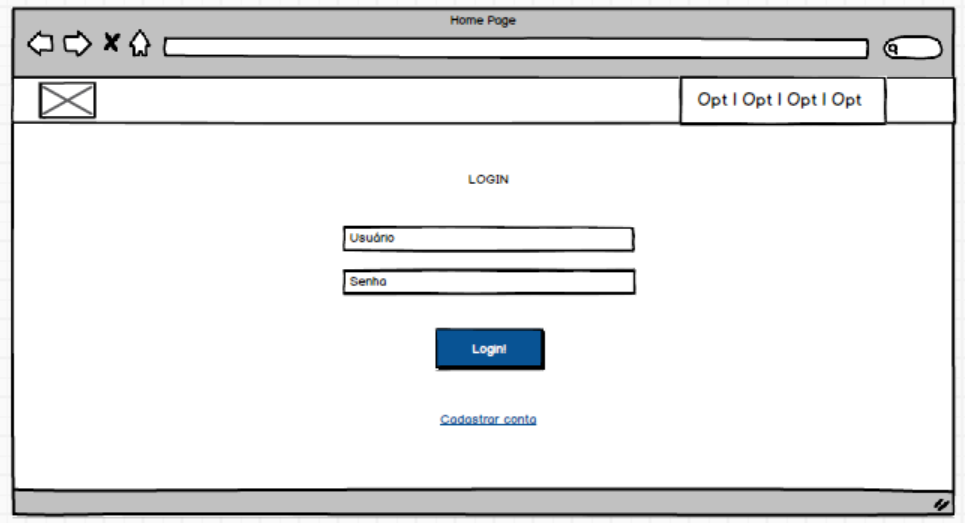 Home Page
Opt | Opt | Opt | Opt
LOGIN
Usuário
Senha
Login!
Cadastrar conta